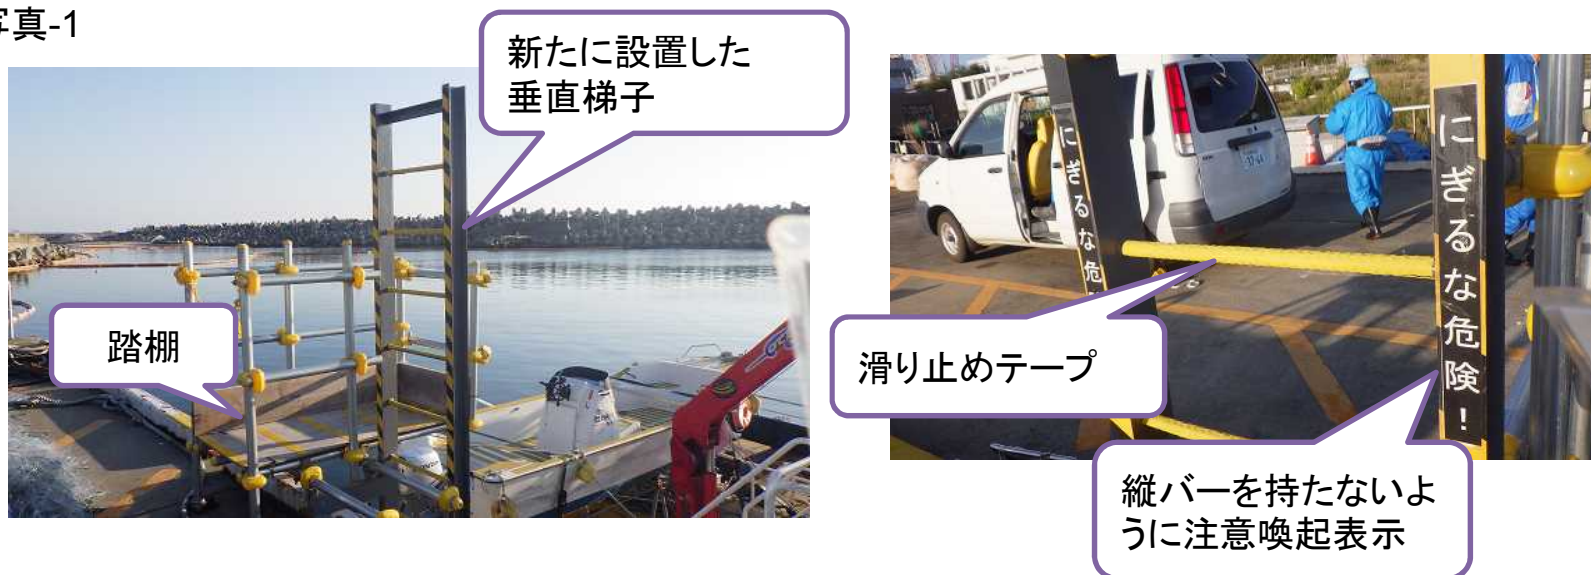 写真-1
新たに設置した
垂直梯子
踏棚
にぎるな危
にぎるな危険!
滑り止めテープ
縦バーを持たないよ
うに注意喚起表示